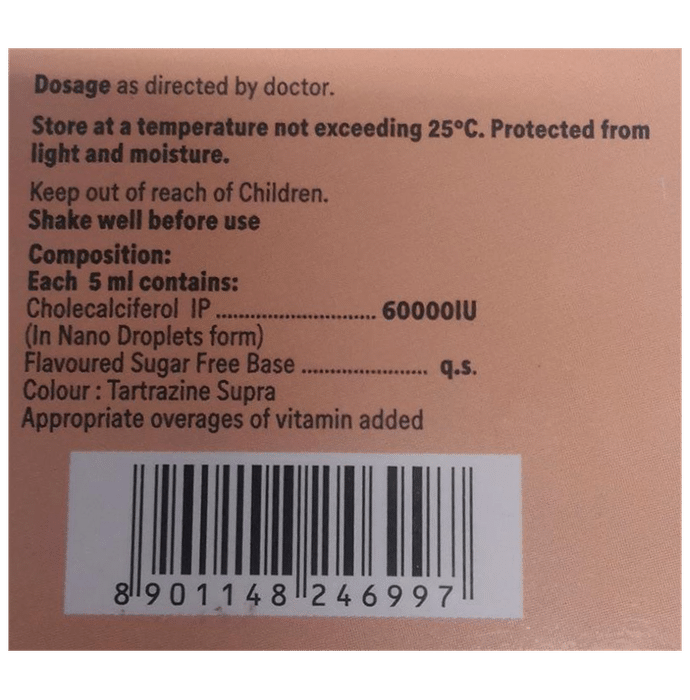 Dosage as directed by doctor.
Store at a temperature not exceeding 25°C. Protected from
light and moisture.
Keep out of reach of Children.
Shake well before use
Composition:
Each 5 ml contains:
Cholecalciferol IP ............................ 60000IU
(In Nano Droplets form)
Flavoured Sugar Free Base ...................... q.s.
Colour : Tartrazine Supra
Appropriate overages of vitamin added
8 901148 246997